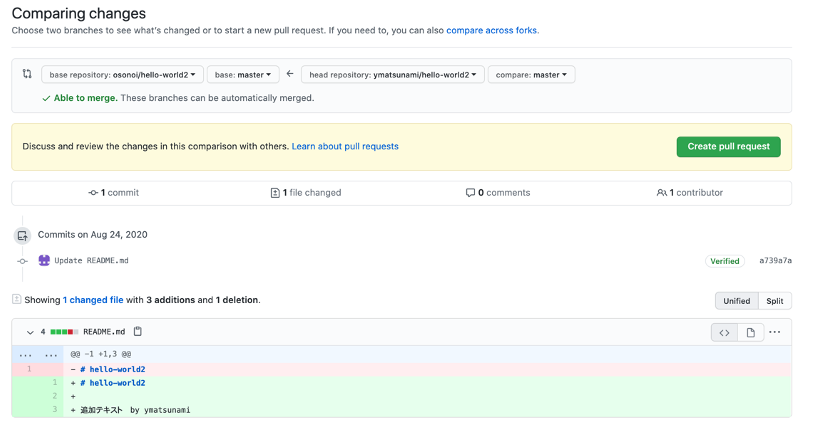 Comparing changes
Choose two branches to see what's changed or to start a new pull request. If you need to, you can also compare across forks.
base repository: osonoi/hello-world2 base: master head repository: ymatsunami/hello-world2 compare: master
Able to merge. These branches can be automatically merged.
Discuss and review the changes in this comparison with others. Learn about pull requests Create pull request
1 commit 1 file changed 0 comments 1 contributor
Commits on Aug 24, 2020
Update README.md Verified a739a7a
Showing 1 changed file with 3 additions and 1 deletion. Unified Split
4 README.md <> ...
... ... @@ -1 +1,3 @@
1 - # hello-world2
1 + # hello-world2
2 +
3 + 追加テキスト by ymatsunami